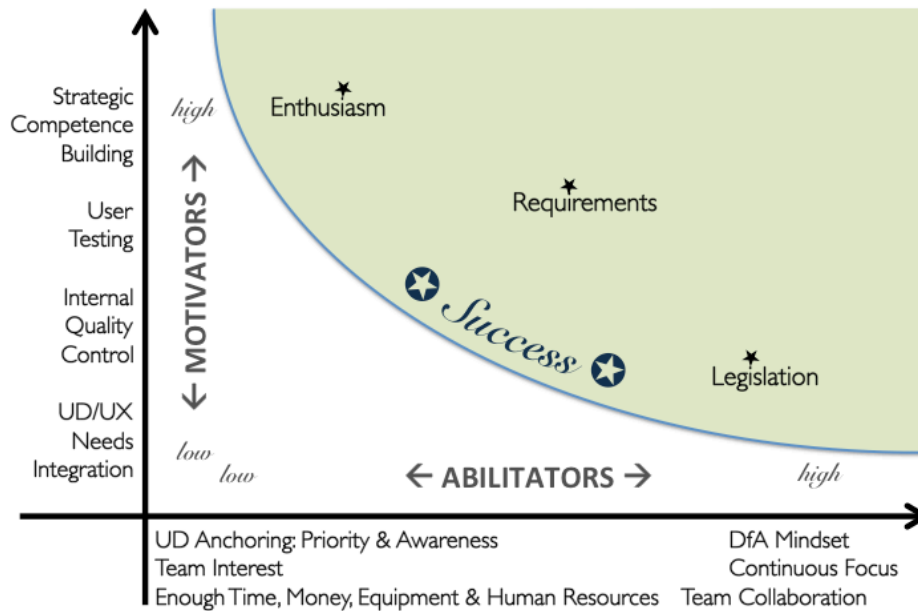 Strategic
Competence
Building
User
Testing
Internal
Quality
Control
UD/UX
Needs
Integration
high
← MOTIVATORS →
low
Enthusiasm
Requirements
Success
Legislation
low
← ABILITATORS →
high
UD Anchoring: Priority & Awareness
Team Interest
Enough Time, Money, Equipment & Human Resources
DfA Mindset
Continuous Focus
Team Collaboration